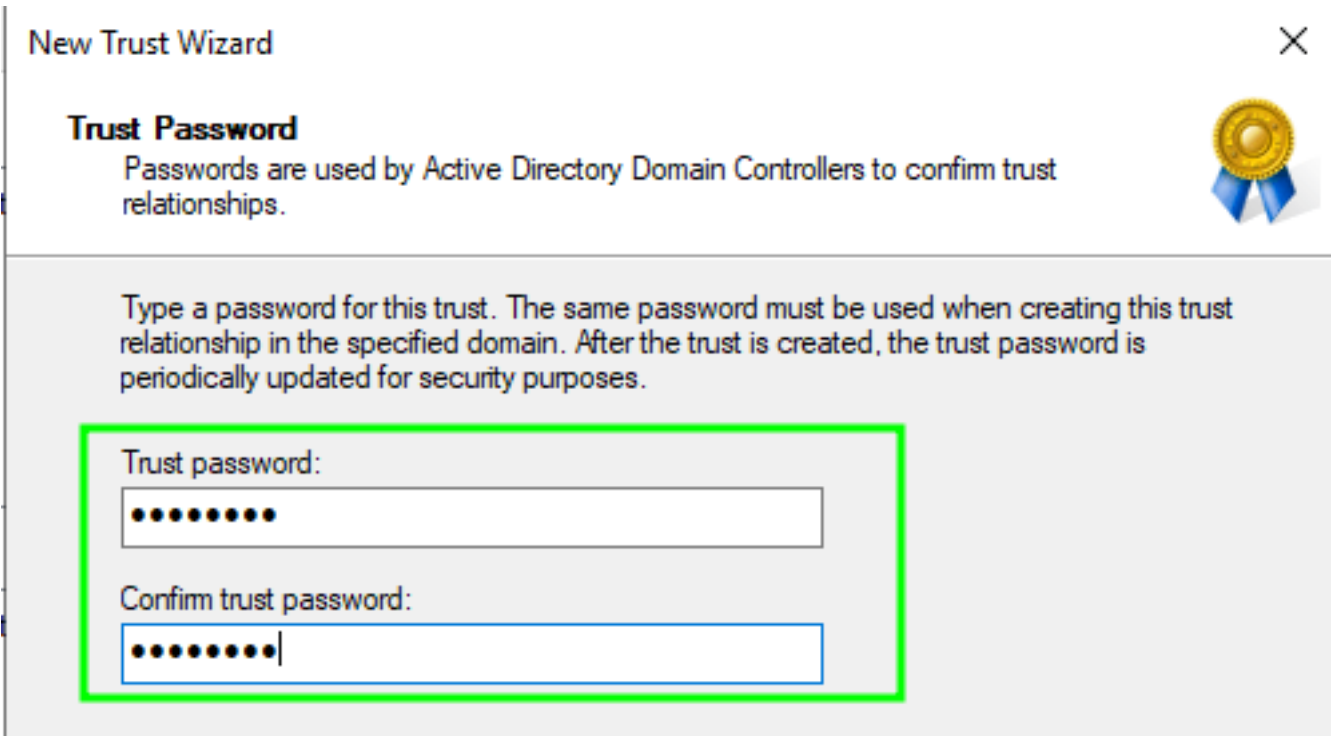 New Trust Wizard
Trust Password
Passwords are used by Active Directory Domain Controllers to confirm trust
relationships.
Type a password for this trust. The same password must be used when creating this trust
relationship in the specified domain. After the trust is created, the trust password is
periodically updated for security purposes.
Trust password:
●●●●●●●●
Confirm trust password:
●●●●●●●●